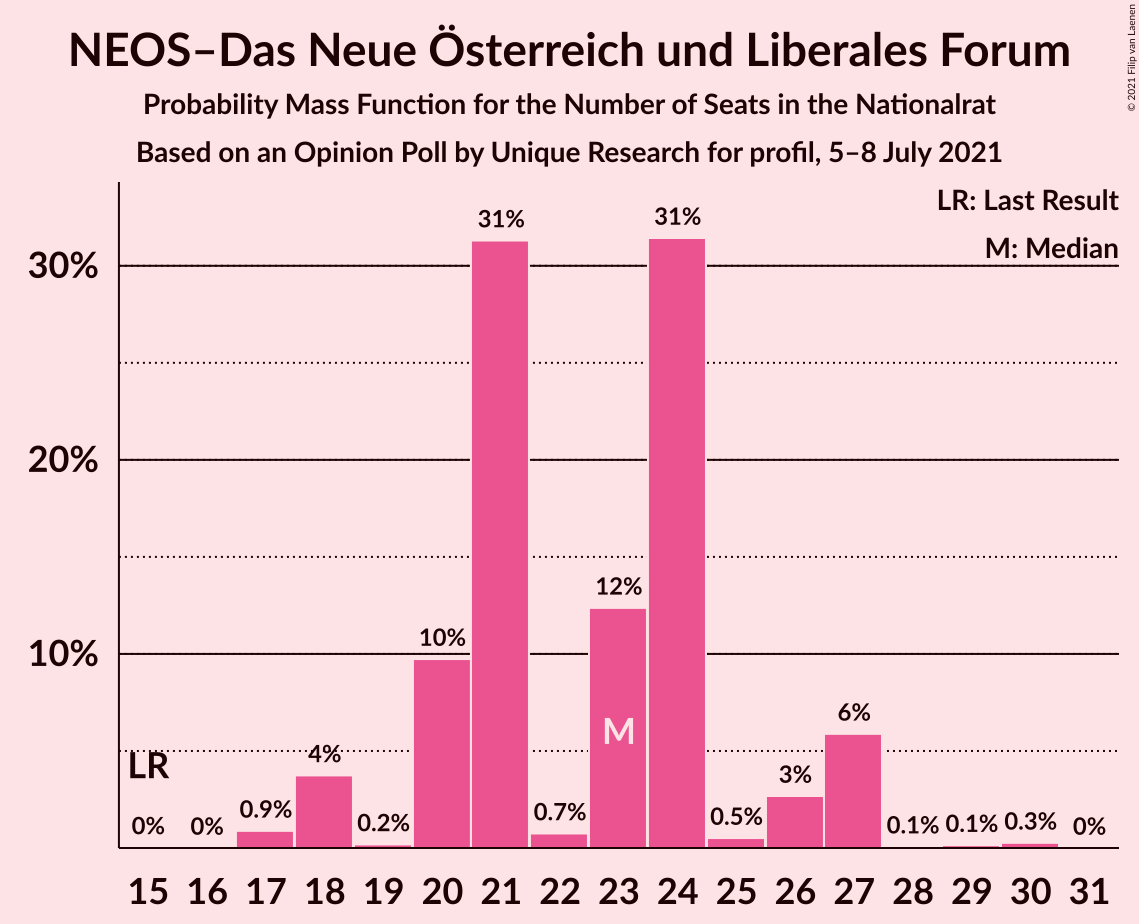 NEOS–Das Neue Österreich und Liberales Forum
Probability Mass Function for the Number of Seats in the Nationalrat
Based on an Opinion Poll by Unique Research for profil, 5–8 July 2021
© 2021 Filip van Laenen
LR: Last Result
M: Median
30%
20%
10%
LR
M
0%
0%
0.9%
4%
0.2%
10%
31%
0.7%
12%
31%
0.5%
3%
6%
0.1%
0.1%
0.3%
0%
15 16 17 18 19 20 21 22 23 24 25 26 27 28 29 30 31